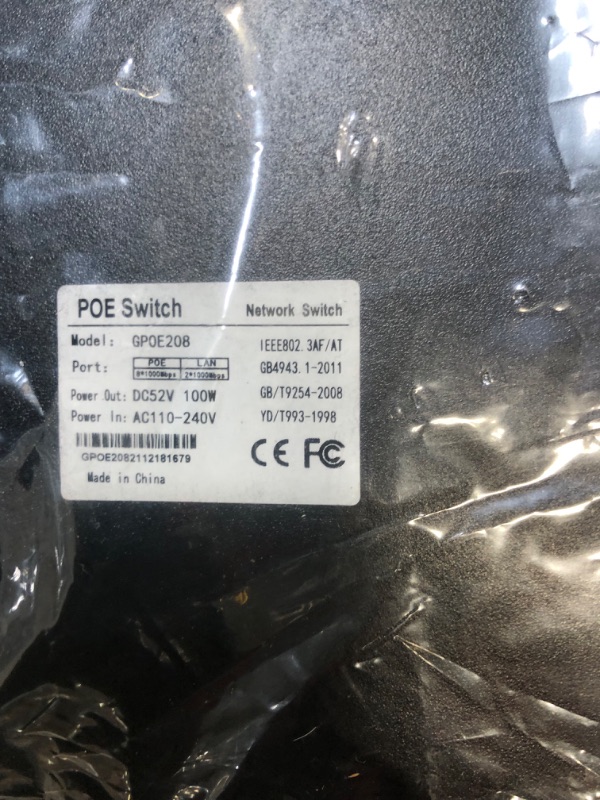 POE Switch
Network Switch
Model: GPOE208
IEEE802.3AF/AT
Port: POE LAN
8*1000Mbps 2*1000Mbps
GB4943.1-2011
Power Out: DC52V 100W
GB/T9254-2008
Power In: AC110-240V
YD/T993-1998
GPOE2082112181679
CE FC
Made in China